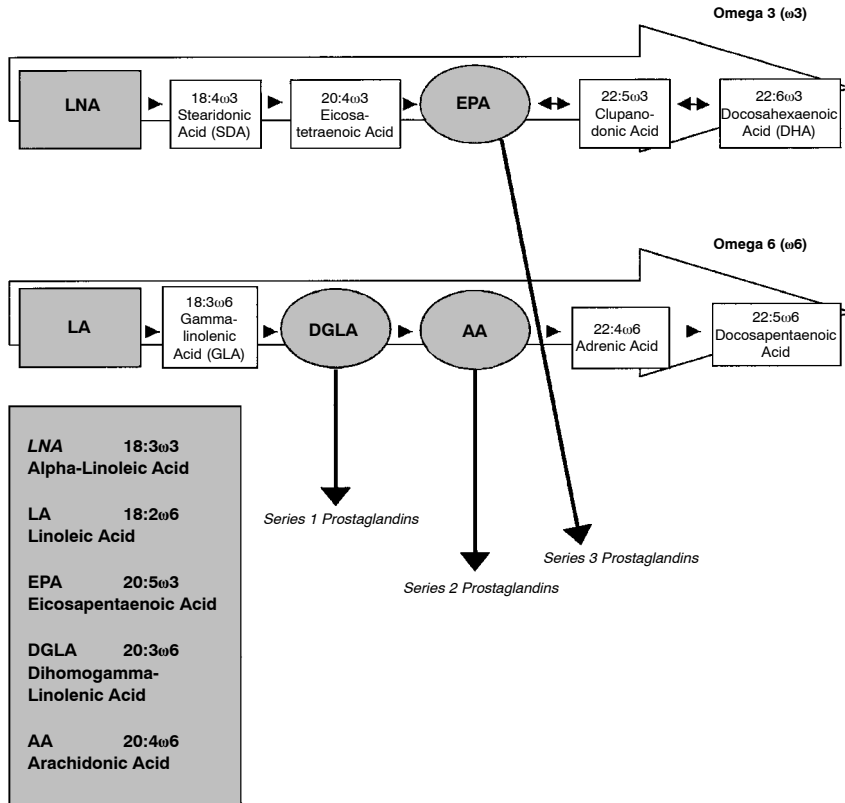 Omega 3 (ω3)
LNA
18:4ω3
Stearidonic
Acid (SDA)
20:4ω3
Eicosa-
tetraenoic Acid
EPA
22:5ω3
Clupano-
donic Acid
22:6ω3
Docosahexaenoic
Acid (DHA)
Omega 6 (ω6)
LA
18:3ω6
Gamma-
linolenic
Acid (GLA)
DGLA
AA
22:4ω6
Adrenic Acid
22:5ω6
Docosapentaenoic
Acid
Series 1 Prostaglandins
Series 2 Prostaglandins
Series 3 Prostaglandins
LNA 18:3ω3
Alpha-Linoleic Acid
LA 18:2ω6
Linoleic Acid
EPA 20:5ω3
Eicosapentaenoic Acid
DGLA 20:3ω6
Dihomogamma-
Linolenic Acid
AA 20:4ω6
Arachidonic Acid